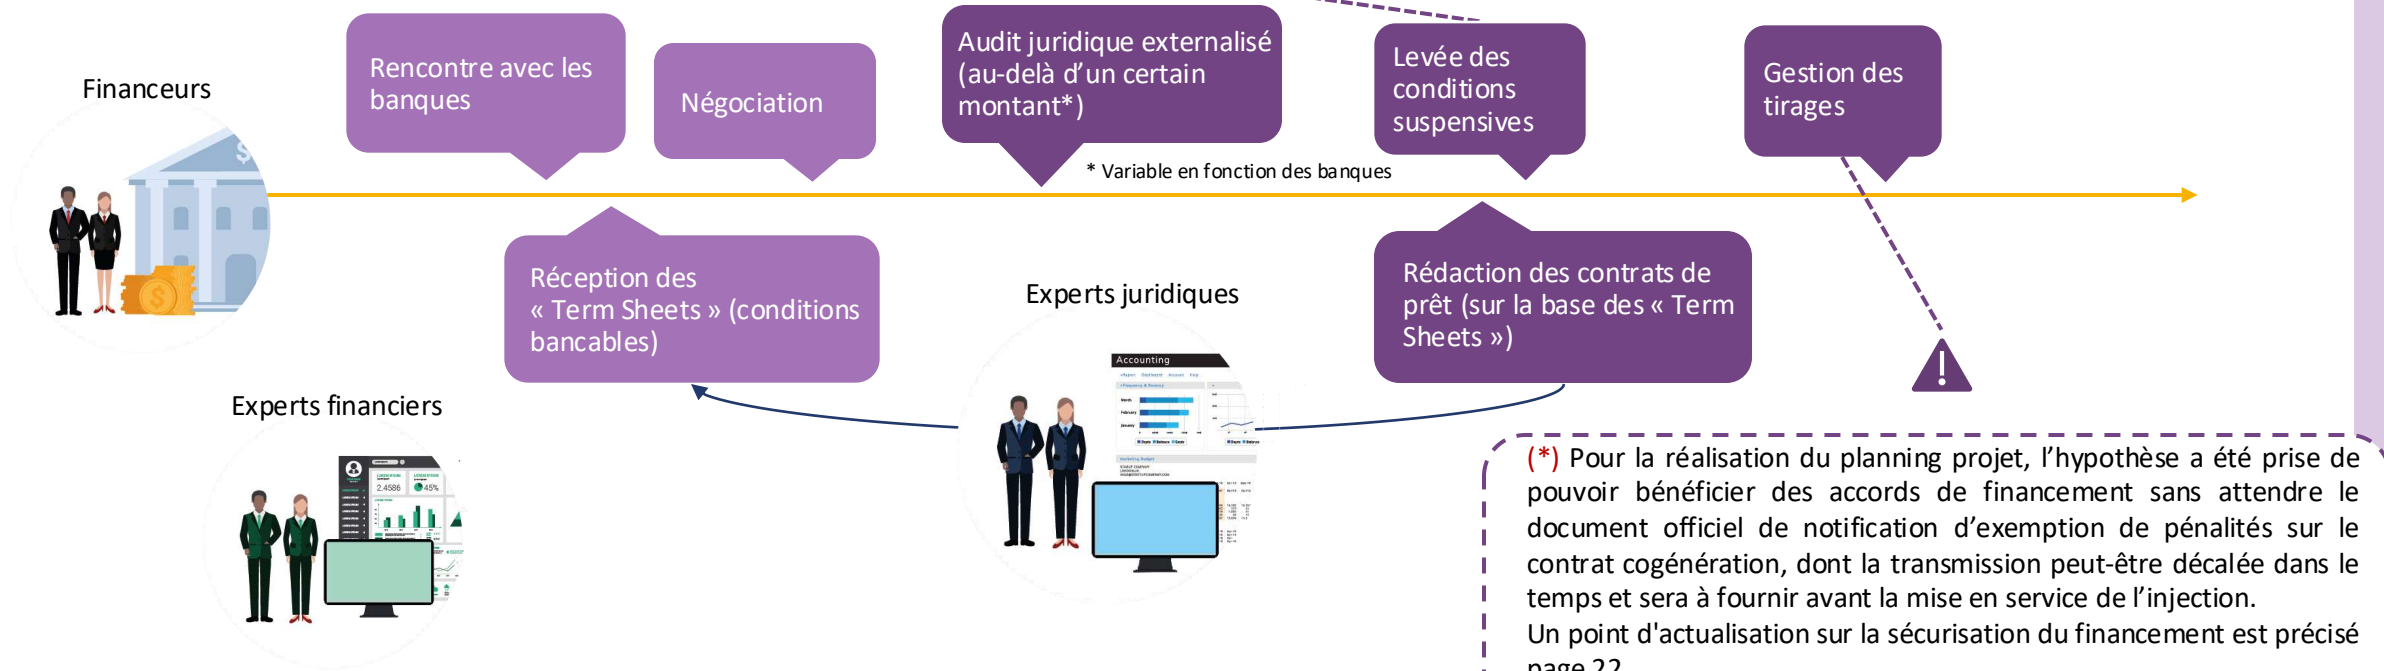 Financeurs
Rencontre avec les
banques
Négociation
Audit juridique externalisé
(au-delà d’un certain
montant*)
* Variable en fonction des banques
Levée des
conditions
suspensives
Gestion des
tirages
Réception des
« Term Sheets » (conditions
bancables)
Experts juridiques
Accounting
Rédaction des contrats de
prêt (sur la base des « Term
Sheets »)
Experts financiers
2.4586
45%
(*) Pour la réalisation du planning projet, l’hypothèse a été prise de
pouvoir bénéficier des accords de financement sans attendre le
document officiel de notification d’exemption de pénalités sur le
contrat cogénération, dont la transmission peut-être décalée dans le
temps et sera à fournir avant la mise en service de l’injection.
Un point d'actualisation sur la sécurisation du financement est précisé
page 22